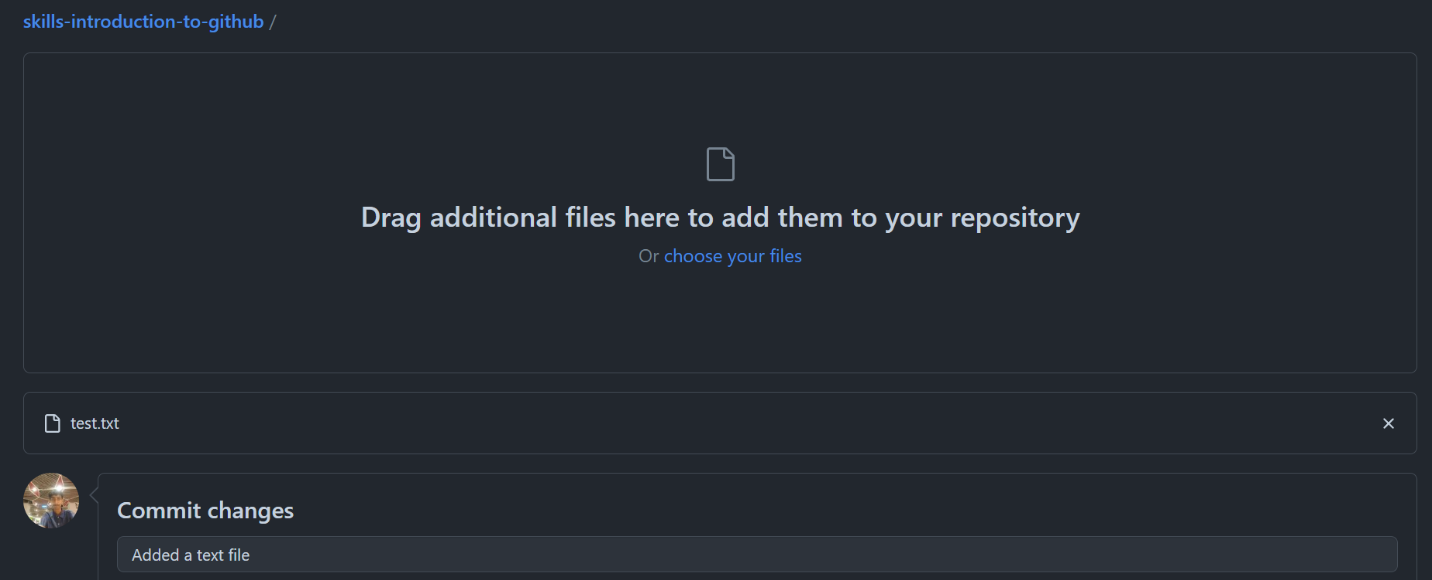 skills-introduction-to-github /
Drag additional files here to add them to your repository
Or choose your files
test.txt
Commit changes
Added a text file